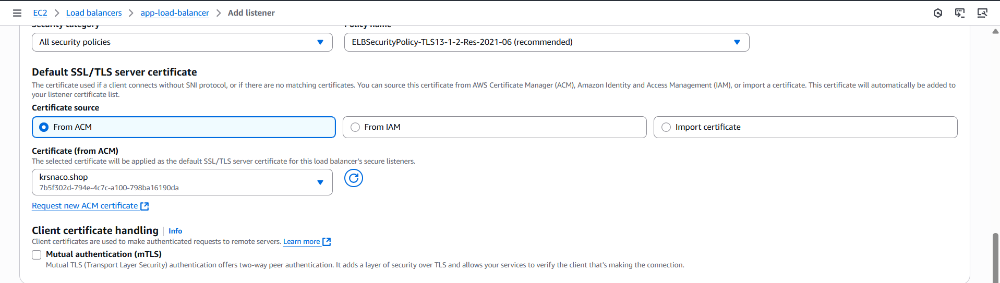 EC2 > Load balancers > app-load-balancer > Add listener
Security category
Policy name
All security policies
ELBSecurityPolicy-TLS13-1-2-Res-2021-06 (recommended)
Default SSL/TLS server certificate
The certificate used if a client connects without SNI protocol, or if there are no matching certificates. You can source this certificate from AWS Certificate Manager (ACM), Amazon Identity and Access Management (IAM), or import a certificate. This certificate will automatically be added to
your listener certificate list.
Certificate source
From ACM
From IAM
Import certificate
Certificate (from ACM)
The selected certificate will be applied as the default SSL/TLS server certificate for this load balancer's secure listeners.
krsnaco.shop
7b5f302d-794e-4c7c-a100-798ba16190da
Request new ACM certificate
Client certificate handling | Info
Client certificates are used to make authenticated requests to remote servers. Learn more
Mutual authentication (mTLS)
Mutual TLS (Transport Layer Security) authentication offers two-way peer authentication. It adds a layer of security over TLS and allows your services to verify the client that's making the connection.